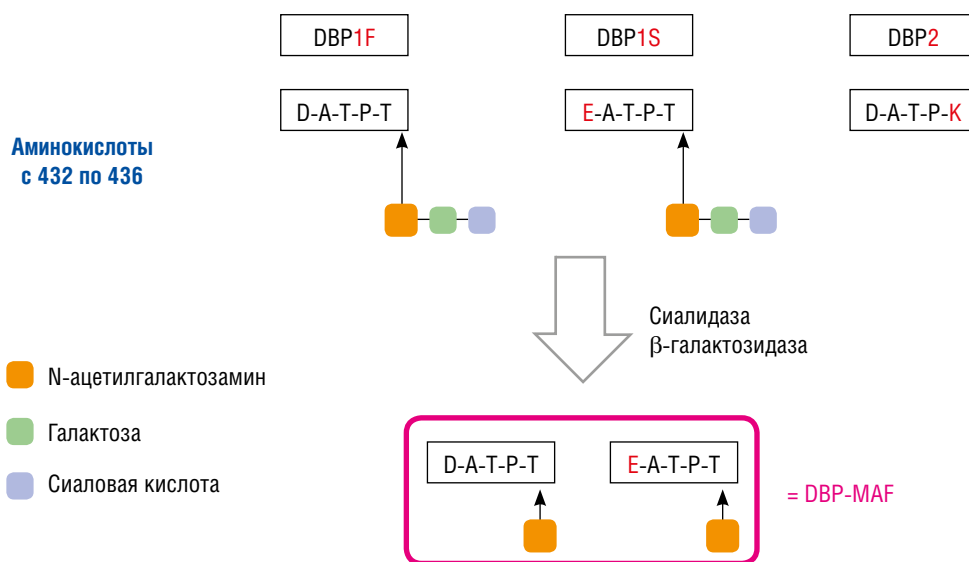 DBP1F
DBP1S
DBP2
D-A-T-P-T
E-A-T-P-T
D-A-T-P-K
Аминокислоты
с 432 по 436
Сиалидаза
β-галактозидаза
N-ацетилгалактозамин
Галактоза
Сиаловая кислота
D-A-T-P-T
E-A-T-P-T
= DBP-MAF